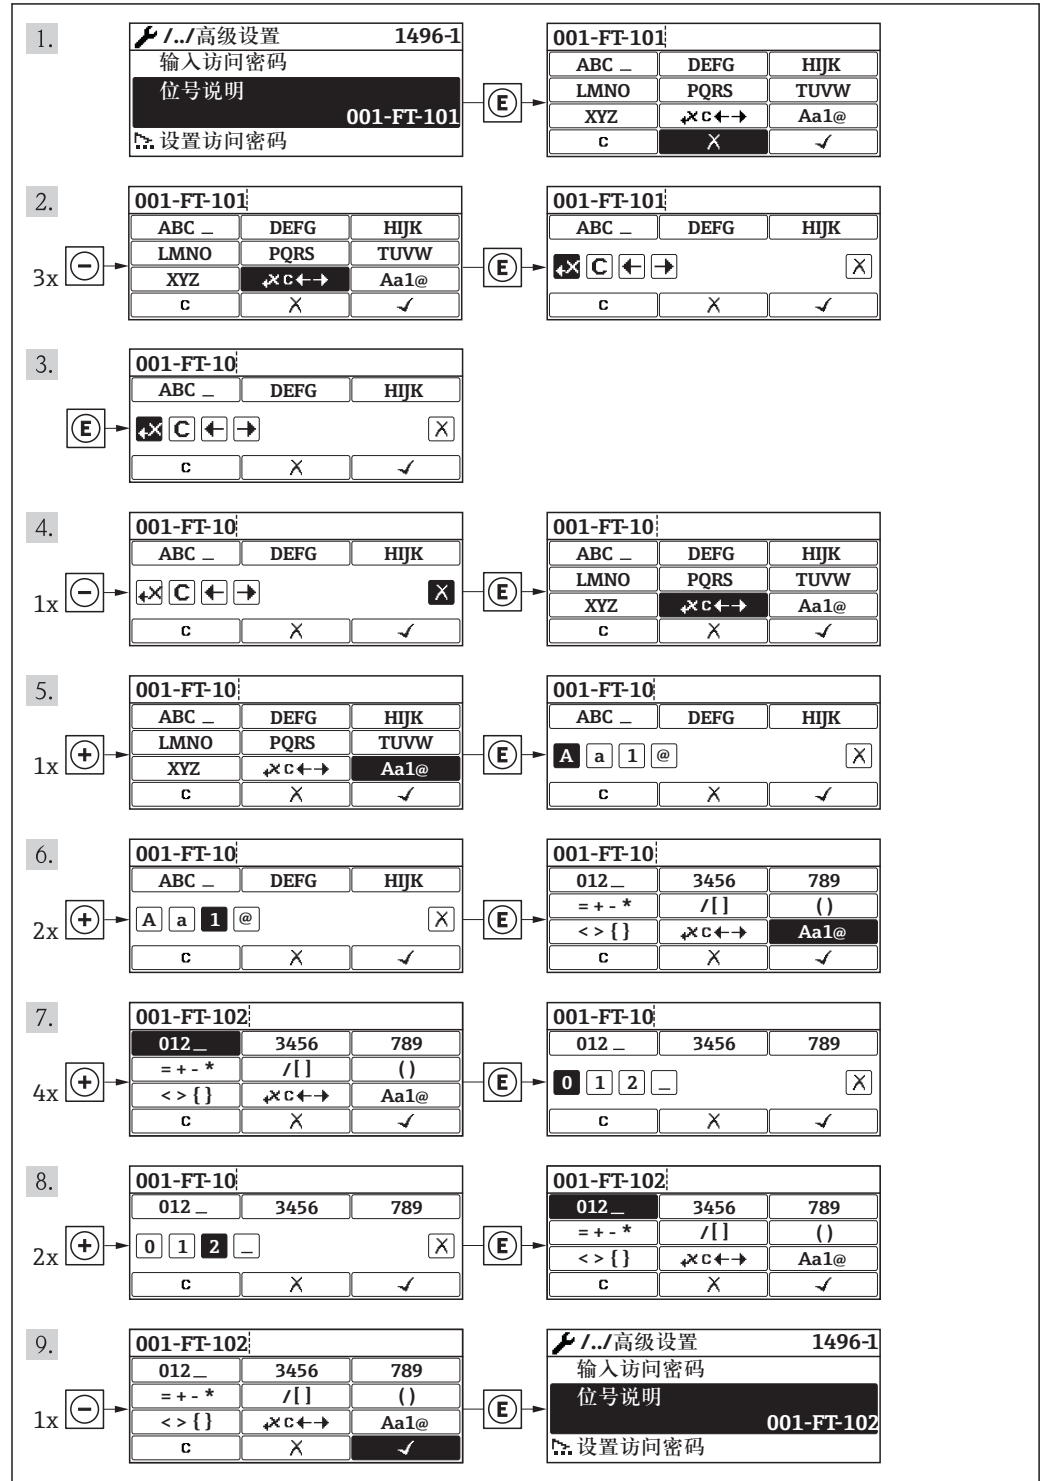 1.
/../高级设置 1496-1
输入访问密码
位号说明
001-FT-101
设置访问密码
E
001-FT-101
ABC _ DEFG HIJK
LMNO PQRS TUVW
XYZ C Aa1@
C X ✓
2.
3x
001-FT-101
ABC _ DEFG HIJK
LMNO PQRS TUVW
XYZ C Aa1@
C X ✓
E
001-FT-101
ABC _ DEFG HIJK
C X
C X ✓
3.
E
001-FT-10
ABC _ DEFG HIJK
C X
C X ✓
4.
1x
001-FT-10
ABC _ DEFG HIJK
C X
C X ✓
E
001-FT-10
ABC _ DEFG HIJK
LMNO PQRS TUVW
XYZ C Aa1@
C X ✓
5.
1x
001-FT-10
ABC _ DEFG HIJK
LMNO PQRS TUVW
XYZ C Aa1@
C X ✓
E
001-FT-10
ABC _ DEFG HIJK
A a 1 @ X
C X ✓
6.
2x
001-FT-10
ABC _ DEFG HIJK
A a 1 @ X
C X ✓
E
001-FT-10
012_ 3456 789
= + - * /[ ] ( )
< > { } C Aa1@
C X ✓
7.
4x
001-FT-102
012_ 3456 789
= + - * /[ ] ( )
< > { } C Aa1@
C X ✓
E
001-FT-10
012 _ 3456 789
0 1 2 _ X
C X ✓
8.
2x
001-FT-10
012 _ 3456 789
0 1 2 _ X
C X ✓
E
001-FT-102
012_ 3456 789
= + - * /[ ] ( )
< > { } C Aa1@
C X ✓
9.
1x
001-FT-102
012_ 3456 789
= + - * /[ ] ( )
< > { } C Aa1@
C X ✓
E
/../高级设置 1496-1
输入访问密码
位号说明
001-FT-102
设置访问密码